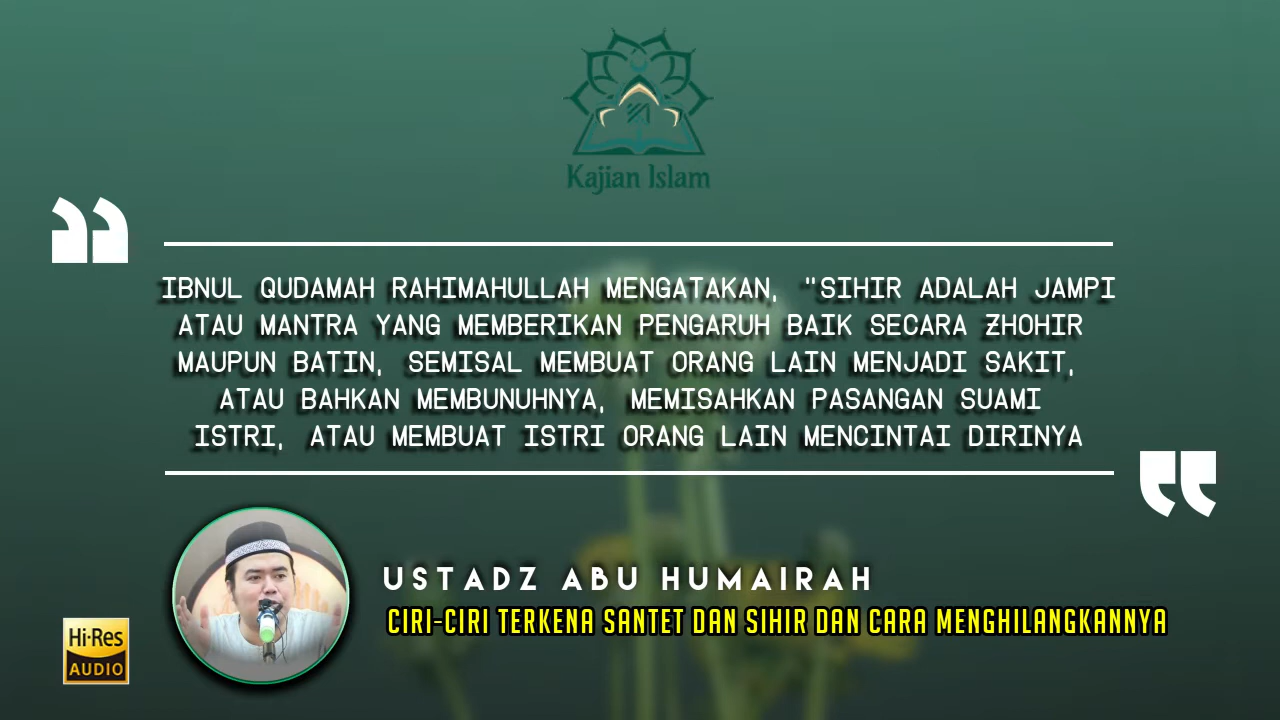 Kajian Islam
IBNUL QUDAMAH RAHIMAHULLAH MENGATAKAN, "SIHIR ADALAH JAMPI
ATAU MANTRA YANG MEMBERIKAN PENGARUH BAIK SECARA ZHOHIR
MAUPUN BATIN, SEMISAL MEMBUAT ORANG LAIN MENJADI SAKIT,
ATAU BAHKAN MEMBUNUHNYA, MEMISAHKAN PASANGAN SUAMI
ISTRI, ATAU MEMBUAT ISTRI ORANG LAIN MENCINTAI DIRINYA
USTADZ ABU HUMAIRAH
CIRI-CIRI TERKENA SANTET DAN SIHIR DAN CARA MENGHILANGKANNYA
Hi-Res
AUDIO